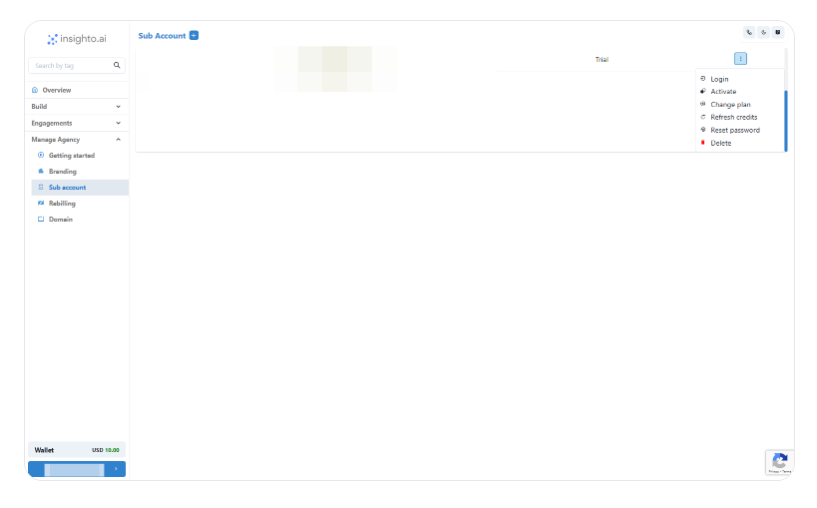 insighto.ai
Sub Account
Search by tag
Trial
Login
Activate
Change plan
Refresh credits
Reset password
Delete
Overview
Build
Engagements
Manage Agency
Getting started
Branding
Sub account
Rebilling
Domain
Wallet USD 10.00
Privacy - Terms